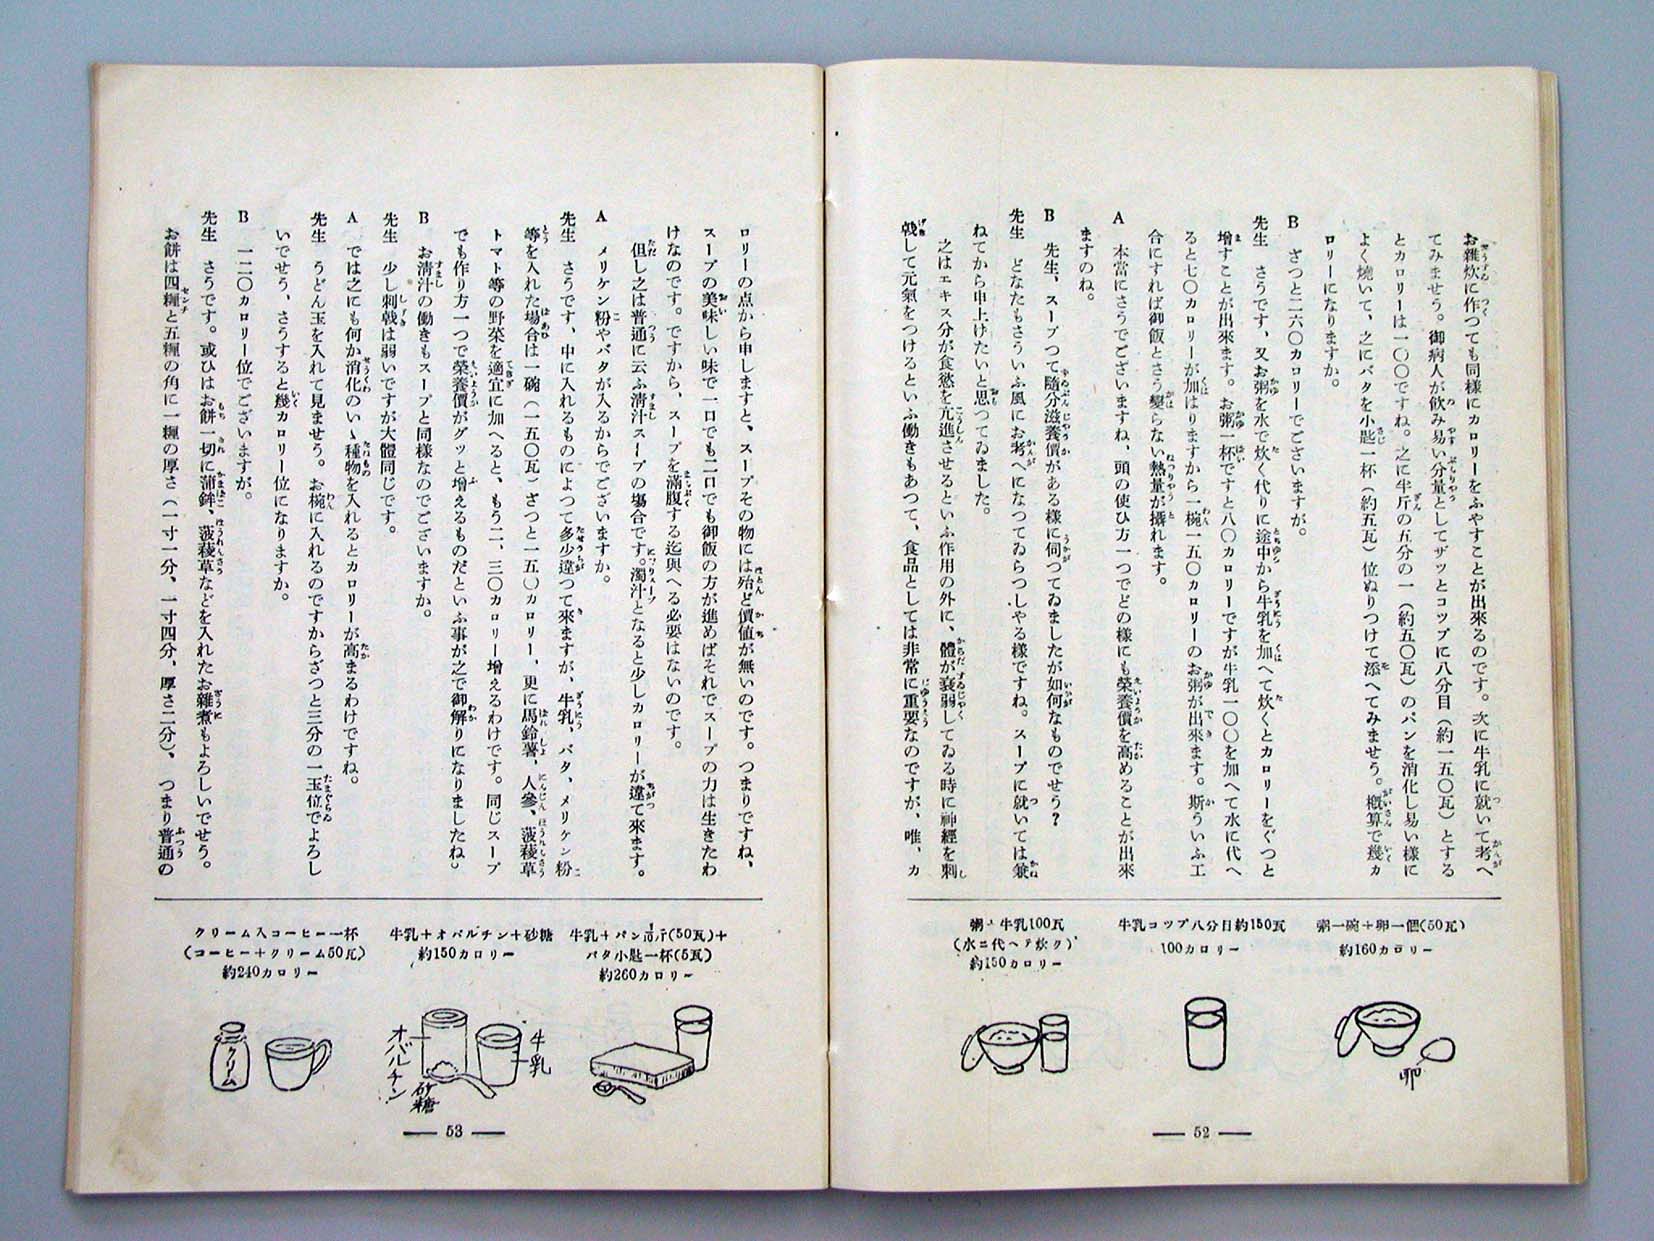 お雜炊に作つても同樣にカロリーをふやすことが出來るのです。次に牛乳に就いて考へ
てみませう。御病人が飮み易い分量としてザッとコップに八分目（約一五〇瓦）とする
とカロリーは一〇〇ですね。之に半斤の五分の一（約五〇瓦）のパンを消化し易い樣に
よく燒いて、之にバタを小匙一杯（約五瓦）位ぬりつけて添へてみませう。槪算で幾カ
ロリーになりますか。
B　ざつと二六〇カロリーでございますが。
先生　さうです、又お粥を水で炊く代りに途中から牛乳を加へて炊くとカロリーをぐつと
增すことが出來ます。お粥一杯ですと八〇カロリーですが牛乳一〇〇を加へて水に代へ
ると七〇カロリーが加はりますから一椀一五〇カロリーのお粥が出來ます。斯ういふ工
合にすれば御飯とさう變らない熱量が攝れます。
A　本當にさうでございますね、頭の使ひ方一つでどの樣にも榮養價を高めることが出來
ますのね。
B　先生、スープつて隨分滋養價がある樣に伺つてゐましたが如何なものでせう？
先生　どなたもさういふ風にお考へになつてゐらつしやる樣ですね。スープに就いては兼
ねてから申上げたいと思つてゐました。
之はエキス分が食慾を亢進させるといふ作用の外に、體が衰弱してゐる時に神經を刺
戟して元氣をつけるといふ働きもあつて、食品としては非常に重要なのですが、唯、カ
粥一碗＋卵一個(50瓦)
約160カロリー
卵
牛乳コツプ八分目約150瓦
100カロリー
粥＋牛乳100瓦
(水ニ代ヘテ炊ク)
約150カロリー
52
ロリーの点から申しますと、スープその物には殆ど價値が無いのです。つまりですね、
スープの美味しい味で一口でも二口でも御飯の方が進めばそれでスープの力は生きたわ
けなのです。ですから、スープを滿腹する迄與へる必要はないのです。
但し之は普通に云ふ淸汁スープの場合です。濁汁となると少しカロリーが違て來ます。
A　メリケン粉やバタが入るからでございますか。
先生　さうです、中に入れるものによつて多少違つて來ますが、牛乳、バタ、メリケン粉
等を入れた場合は一碗（一五〇瓦）ざつと一五〇カロリー、更に馬鈴薯、人參、菠薐草
トマト等の野菜を適宜に加へると、もう二、三〇カロリー增えるわけです。同じスープ
でも作り方一つで榮養價がグッと增えるものだといふ事が之で御解りになりましたね。
B　お淸汁の働きもスープと同樣なのでございますか。
先生　少し刺戟は弱いですが大體同じです。
A　では之にも何か消化のいゝ種物を入れるとカロリーが高まるわけですね。
先生　うどん玉を入れて見ませう。お椀に入れるのですからざつと三分の一玉位でよろし
いでせう、さうすると幾カロリー位になりますか。
B　一二〇カロリー位でございますが。
先生　さうです。或ひはお餠一切に蒲鉾、菠薐草などを入れたお雜煮もよろしいでせう。
お餠は四糎と五糎の角に一糎の厚さ（一寸一分、一寸四分、厚さ二分）、つまり普通の
牛乳＋パン1/10斤(50瓦)＋
バタ小匙一杯(5瓦)
約260カロリー
牛乳＋オバルチン＋砂糖
約150カロリー
牛乳
オバルチン
砂糖
クリーム入コーヒー一杯
(コーヒー＋クリーム50瓦)
約240カロリー
クリーム
53